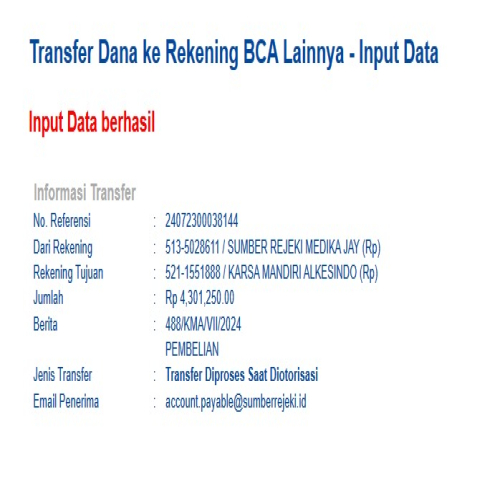 Transfer Dana ke Rekening BCA Lainnya - Input Data
Input Data berhasil
Informasi Transfer
No. Referensi : 24072300038144
Dari Rekening : 513-5028611 / SUMBER REJEKI MEDIKA JAY (Rp)
Rekening Tujuan : 521-1551888 / KARSA MANDIRI ALKESINDO (Rp)
Jumlah : Rp 4,301,250.00
Berita : 488/KMA/VII/2024
PEMBELIAN
Jenis Transfer : Transfer Diproses Saat Diotorisasi
Email Penerima : account.payable@sumberrejeki.id